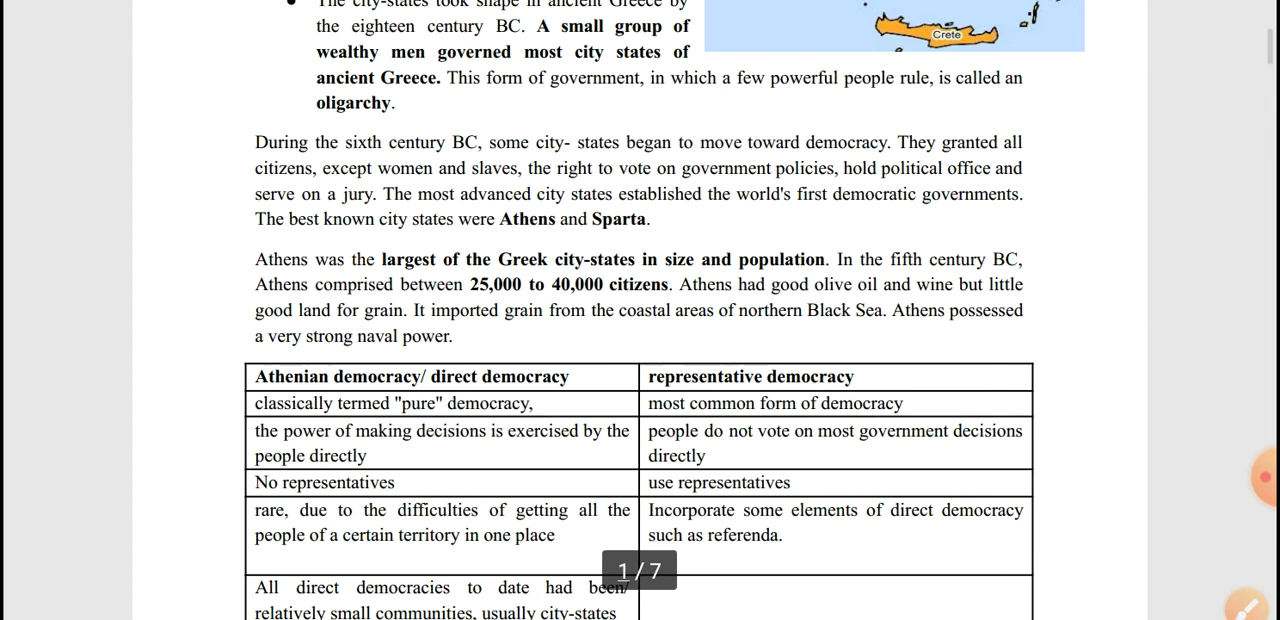 The city-states took shape in ancient Greece by
Crete
the eighteen century BC. A small group of
wealthy men governed most city states of
ancient Greece. This form of government, in which a few powerful people rule, is called an
oligarchy.
During the sixth century BC, some city- states began to move toward democracy. They granted all
citizens, except women and slaves, the right to vote on government policies, hold political office and
serve on a jury. The most advanced city states established the world's first democratic governments.
The best known city states were Athens and Sparta.
Athens was the largest of the Greek city-states in size and population. In the fifth century BC,
Athens comprised between 25,000 to 40,000 citizens. Athens had good olive oil and wine but little
good land for grain. It imported grain from the coastal areas of northern Black Sea. Athens possessed
a very strong naval power.
Athenian democracy/ direct democracy
representative democracy
classically termed "pure" democracy,
most common form of democracy
the power of making decisions is exercised by the
people directly
people do not vote on most government decisions
directly
No representatives
use representatives
rare, due to the difficulties of getting all the
people of a certain territory in one place
Incorporate some elements of direct democracy
such as referenda.
1/7
All direct democracies to date had been/
relatively small communities, usually city-states